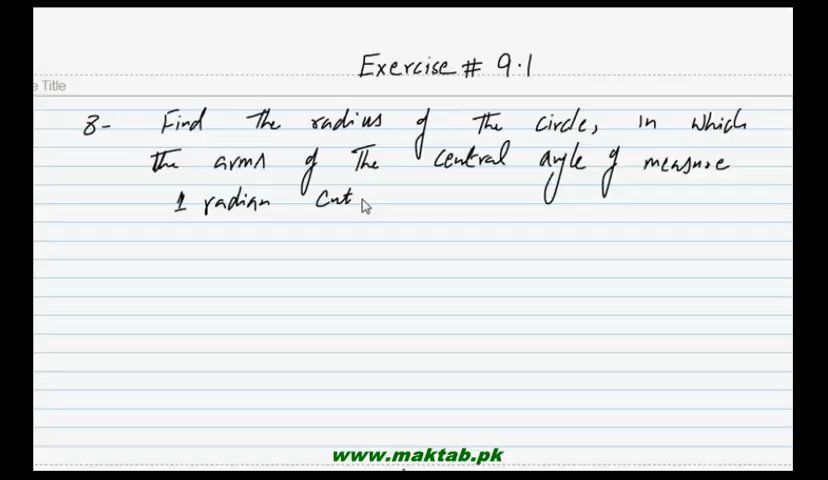 Exercise # 9.1
e Title
8- Find the radius of the circle, in which
the arms of the central angle of measure
1 radian cut
www.maktab.pk